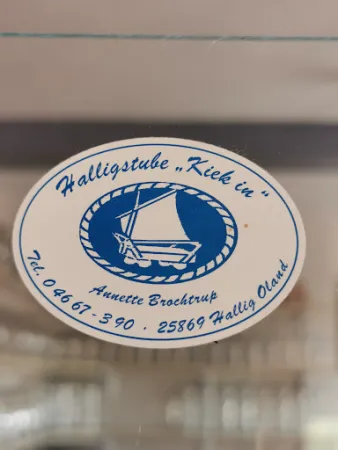 Halligstube „Kiek in“
Annette Brochtrup
Tel. 04667-390 · 25869 Hallig Oland